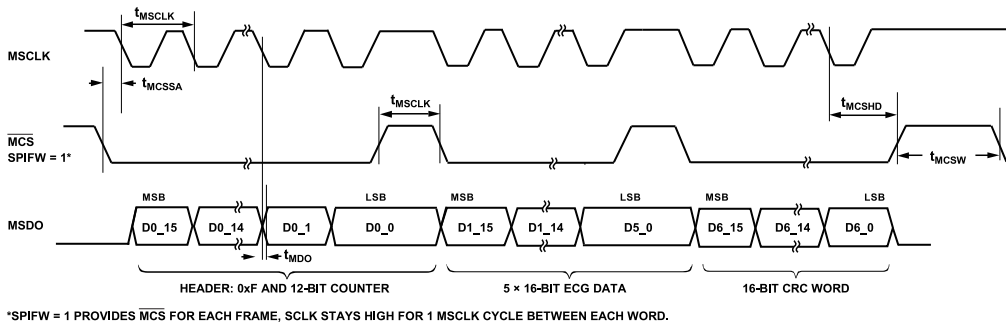 tMSCLK
MSCLK
tMCSSA
tMSCLK
tMCSHD
MCS
SPIFW = 1*
tMCSW
MSB LSB MSB LSB MSB LSB
MSDO D0_15 D0_14 D0_1 D0_0 D1_15 D1_14 D5_0 D6_15 D6_14 D6_0
tMDO
HEADER: 0xF AND 12-BIT COUNTER 5 × 16-BIT ECG DATA 16-BIT CRC WORD
*SPIFW = 1 PROVIDES MCS FOR EACH FRAME, SCLK STAYS HIGH FOR 1 MSCLK CYCLE BETWEEN EACH WORD.